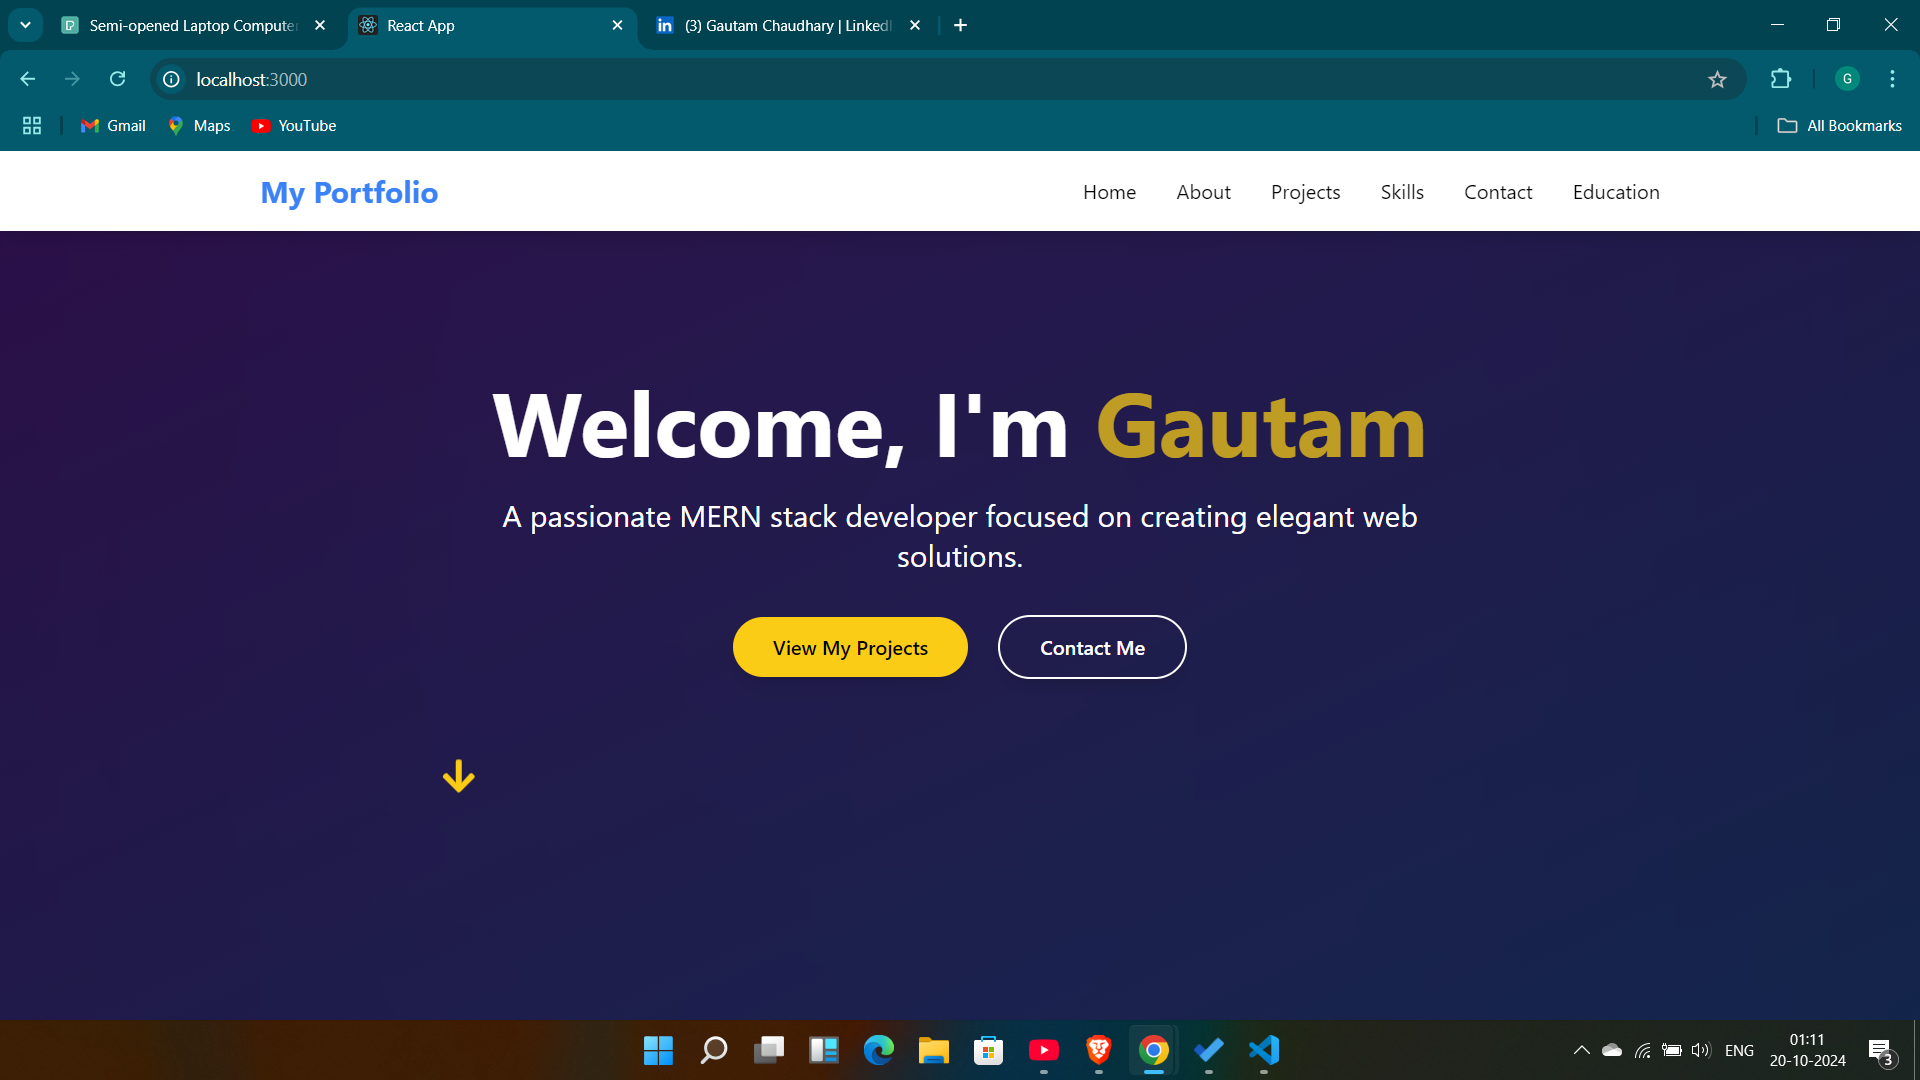 Semi-opened Laptop Computer
React App
(3) Gautam Chaudhary | LinkedI
localhost:3000
G
Gmail
Maps
YouTube
All Bookmarks
My Portfolio
Home
About
Projects
Skills
Contact
Education
Welcome, I'm Gautam
A passionate MERN stack developer focused on creating elegant web
solutions.
View My Projects
Contact Me
ENG
01:11
20-10-2024
3